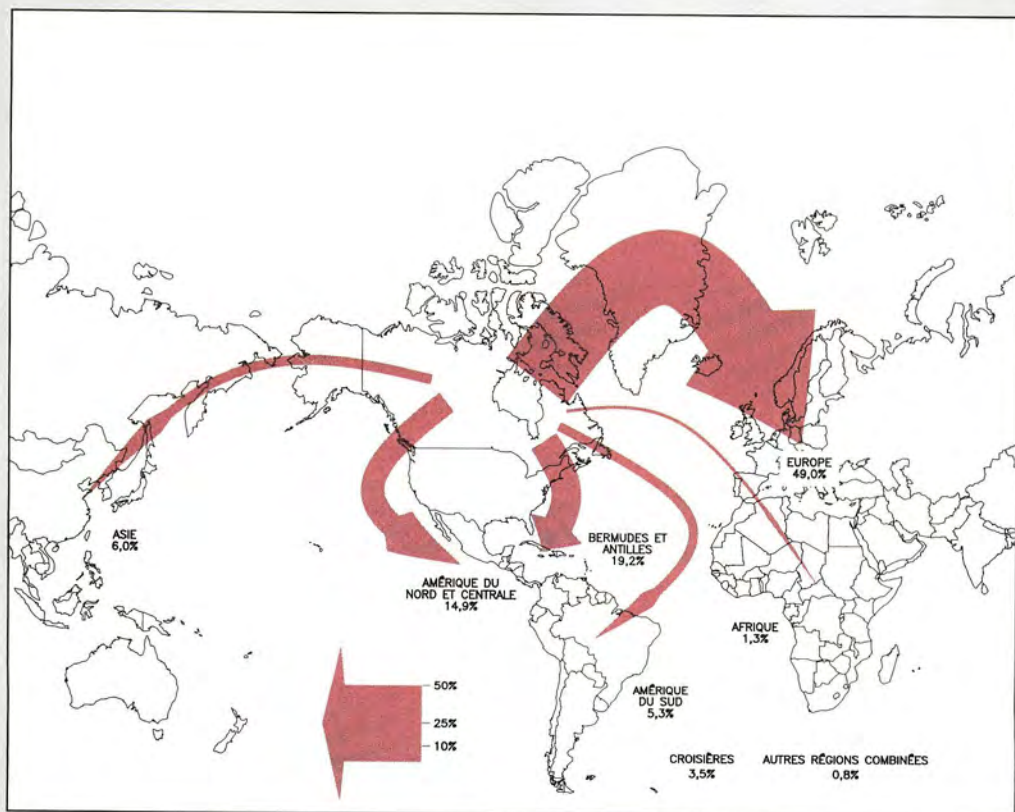 EUROPE
49,0%
ASIE
6,0%
BERMUDES ET
ANTILLES
19,2%
AMÉRIQUE DU
NORD ET CENTRALE
14,9%
AFRIQUE
1,3%
AMÉRIQUE
DU SUD
5,3%
50%
25%
10%
CROISIÈRES
3,5%
AUTRES RÉGIONS COMBINÉES
0,8%